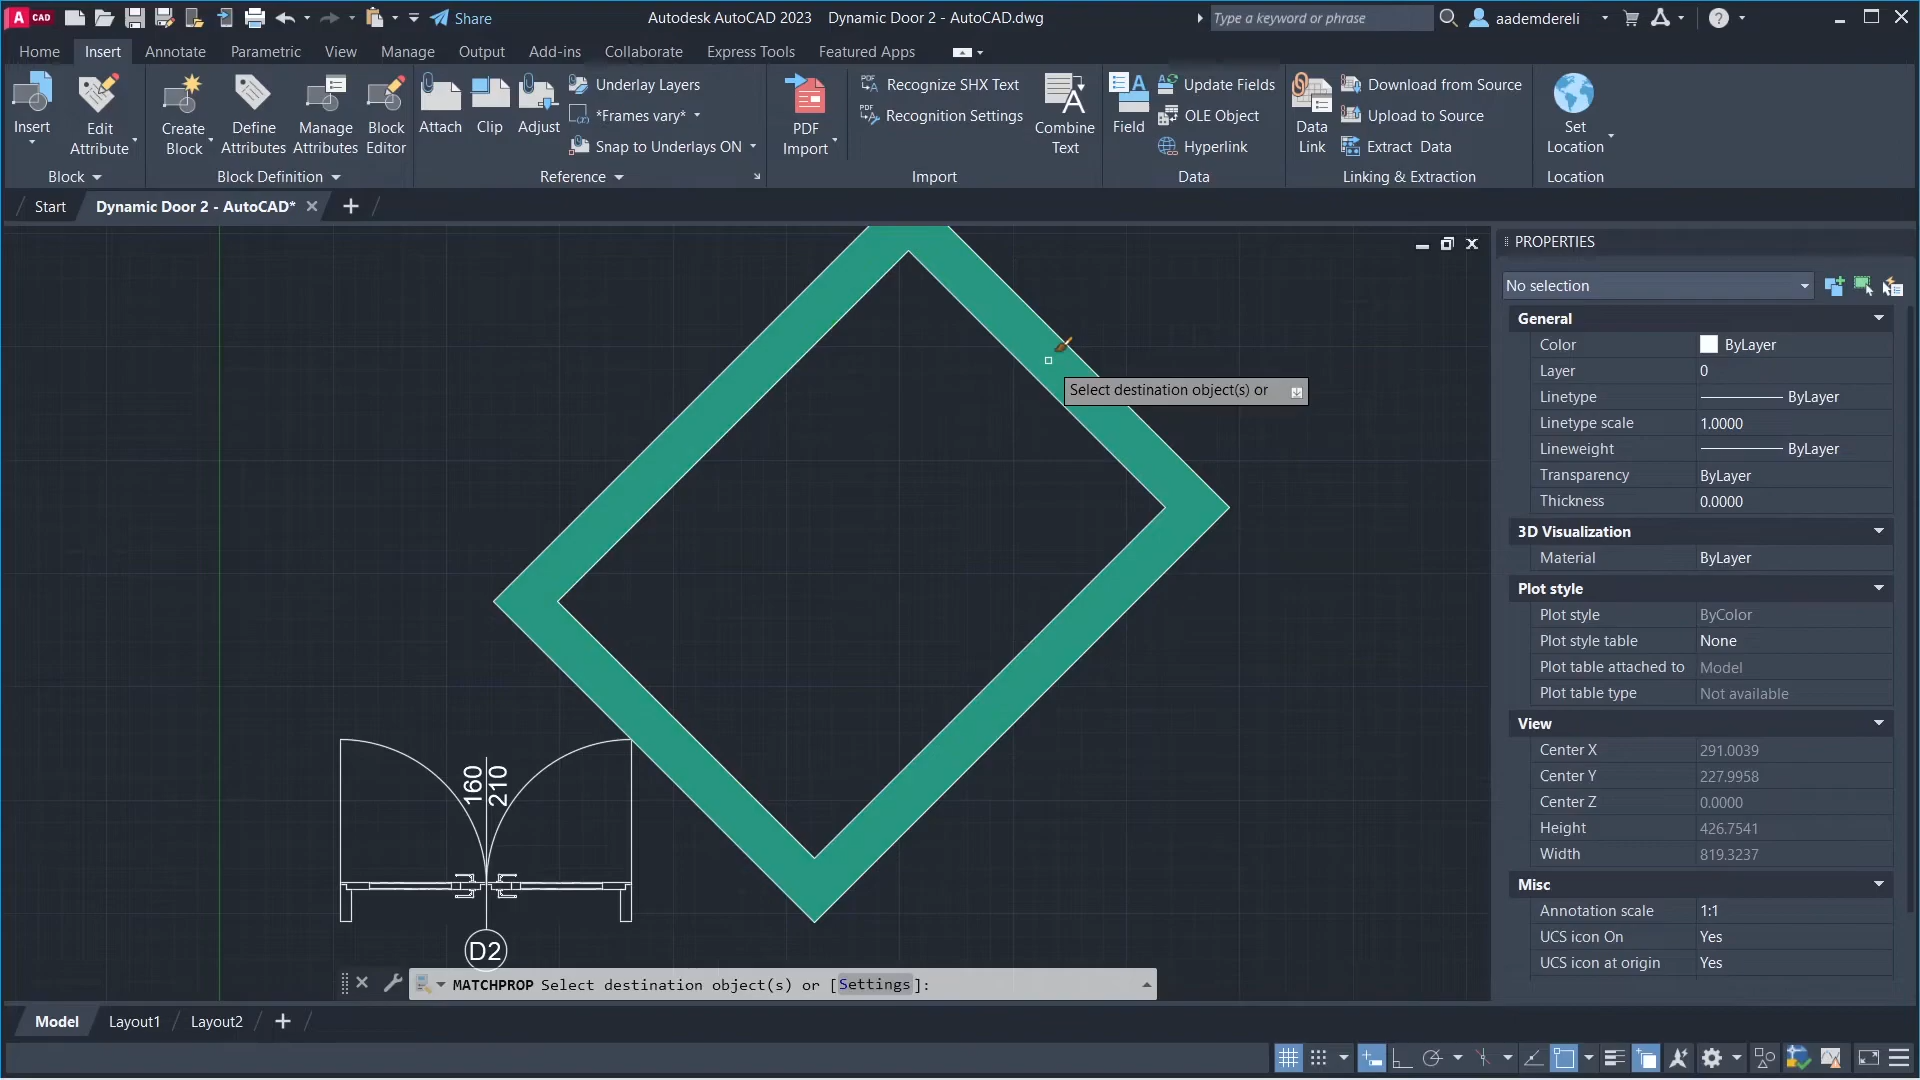 A CAD
Share
Autodesk AutoCAD 2023 Dynamic Door 2 - AutoCAD.dwg
Type a keyword or phrase
aademdereli
Home Insert Annotate Parametric View Manage Output Add-ins Collaborate Express Tools Featured Apps
Insert
Edit
Attribute
Block
Create
Block
Define
Attributes
Manage
Attributes
Block
Editor
Block Definition
Attach
Clip
Adjust
Underlay Layers
*Frames vary*
Snap to Underlays ON
Reference
PDF
Import
Recognize SHX Text
Recognition Settings
Combine
Text
Import
Field
Update Fields
OLE Object
Hyperlink
Data
Data
Link
Download from Source
Upload to Source
Extract Data
Linking & Extraction
Set
Location
Location
Start
Dynamic Door 2 - AutoCAD*
Select destination object(s) or
160
210
D2
MATCHPROP Select destination object(s) or [Settings]:
PROPERTIES
No selection
General
Color ByLayer
Layer 0
Linetype ByLayer
Linetype scale 1.0000
Lineweight ByLayer
Transparency ByLayer
Thickness 0.0000
3D Visualization
Material ByLayer
Plot style
Plot style ByColor
Plot style table None
Plot table attached to Model
Plot table type Not available
View
Center X 291.0039
Center Y 227.9958
Center Z 0.0000
Height 426.7541
Width 819.3237
Misc
Annotation scale 1:1
UCS icon On Yes
UCS icon at origin Yes
Model Layout1 Layout2